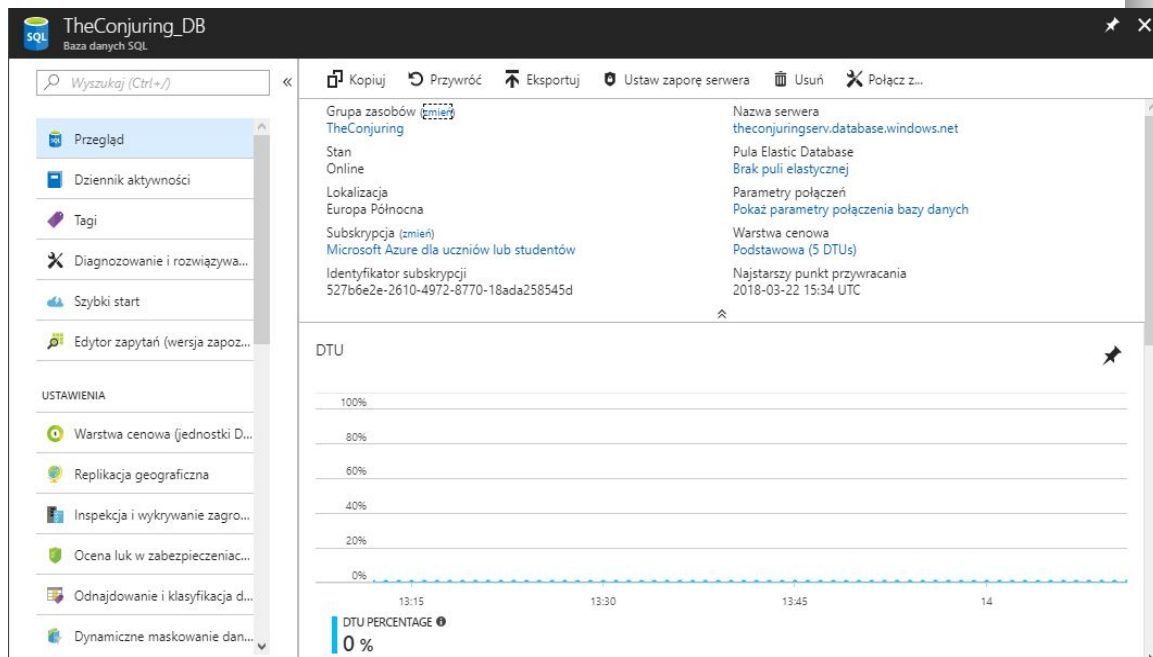 SQL
TheConjuring_DB
Baza danych SQL
Wyszukaj (Ctrl+/)
Przegląd
Dziennik aktywności
Tagi
Diagnozowanie i rozwiązywa...
Szybki start
Edytor zapytań (wersja zapoz...
USTAWIENIA
Warstwa cenowa (jednostki D...
Replikacja geograficzna
Inspekcja i wykrywanie zagro...
Ocena luk w zabezpieczeniac...
Odnajdowanie i klasyfikacja d...
Dynamiczne maskowanie dan...
Kopiuj Przywróć Eksportuj Ustaw zaporę serwera Usuń Połącz z...
Grupa zasobów (zmień)
TheConjuring
Stan
Online
Lokalizacja
Europa Północna
Subskrypcja (zmień)
Microsoft Azure dla uczniów lub studentów
Identyfikator subskrypcji
527b6e2e-2610-4972-8770-18ada258545d
Nazwa serwera
theconjuringserv.database.windows.net
Pula Elastic Database
Brak puli elastycznej
Parametry połączeń
Pokaż parametry połączenia bazy danych
Warstwa cenowa
Podstawowa (5 DTUs)
Najstarszy punkt przywracania
2018-03-22 15:34 UTC
DTU
100%
80%
60%
40%
20%
0%
13:15 13:30 13:45 14
DTU PERCENTAGE
0 %